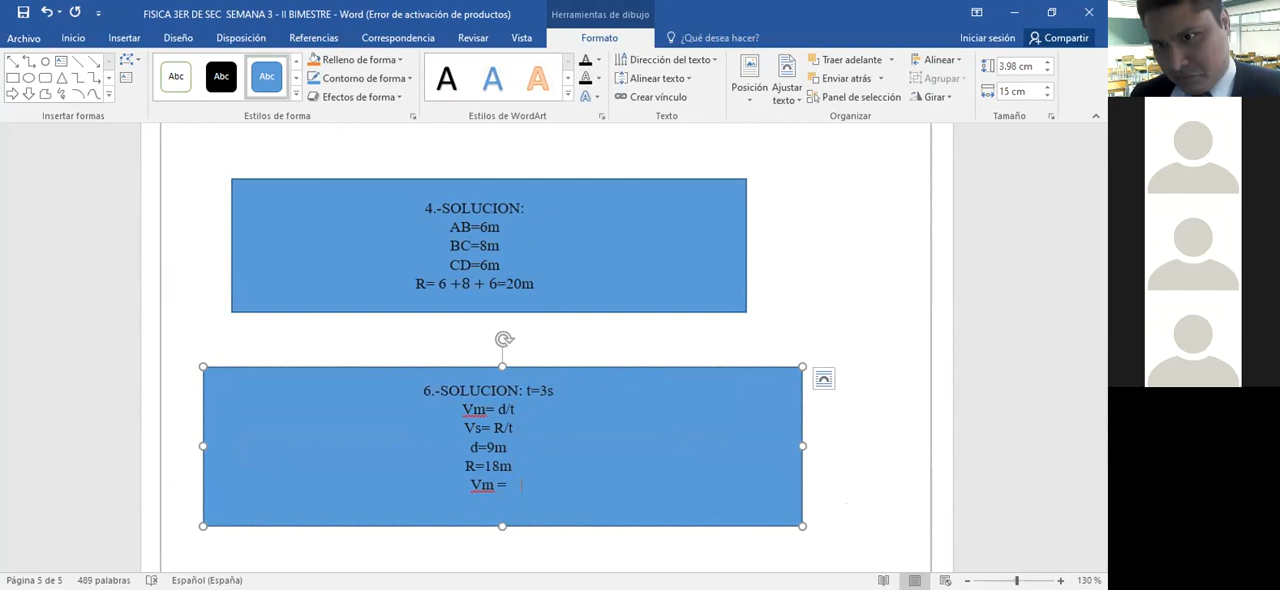 FISICA 3ER DE SEC SEMANA 3 - II BIMESTRE - Word (Error de activación de productos)
Herramientas de dibujo
Archivo Inicio Insertar Diseño Disposición Referencias Correspondencia Revisar Vista Formato ¿Qué desea hacer? Iniciar sesión Compartir
Abc Abc Abc
Relleno de forma
Contorno de forma
Efectos de forma
A A A
Dirección del texto
Alinear texto
Crear vínculo
Posición
Ajustar texto
Traer adelante
Enviar atrás
Panel de selección
Alinear
Agrupar
Girar
3.98 cm
15 cm
Insertar formas Estilos de forma Estilos de WordArt Texto Organizar Tamaño
4.-SOLUCION:
AB=6m
BC=8m
CD=6m
R= 6 +8 + 6=20m
6.-SOLUCION: t=3s
Vm= d/t
Vs= R/t
d=9m
R=18m
Vm =
Página 5 de 5 489 palabras Español (España) 130 %